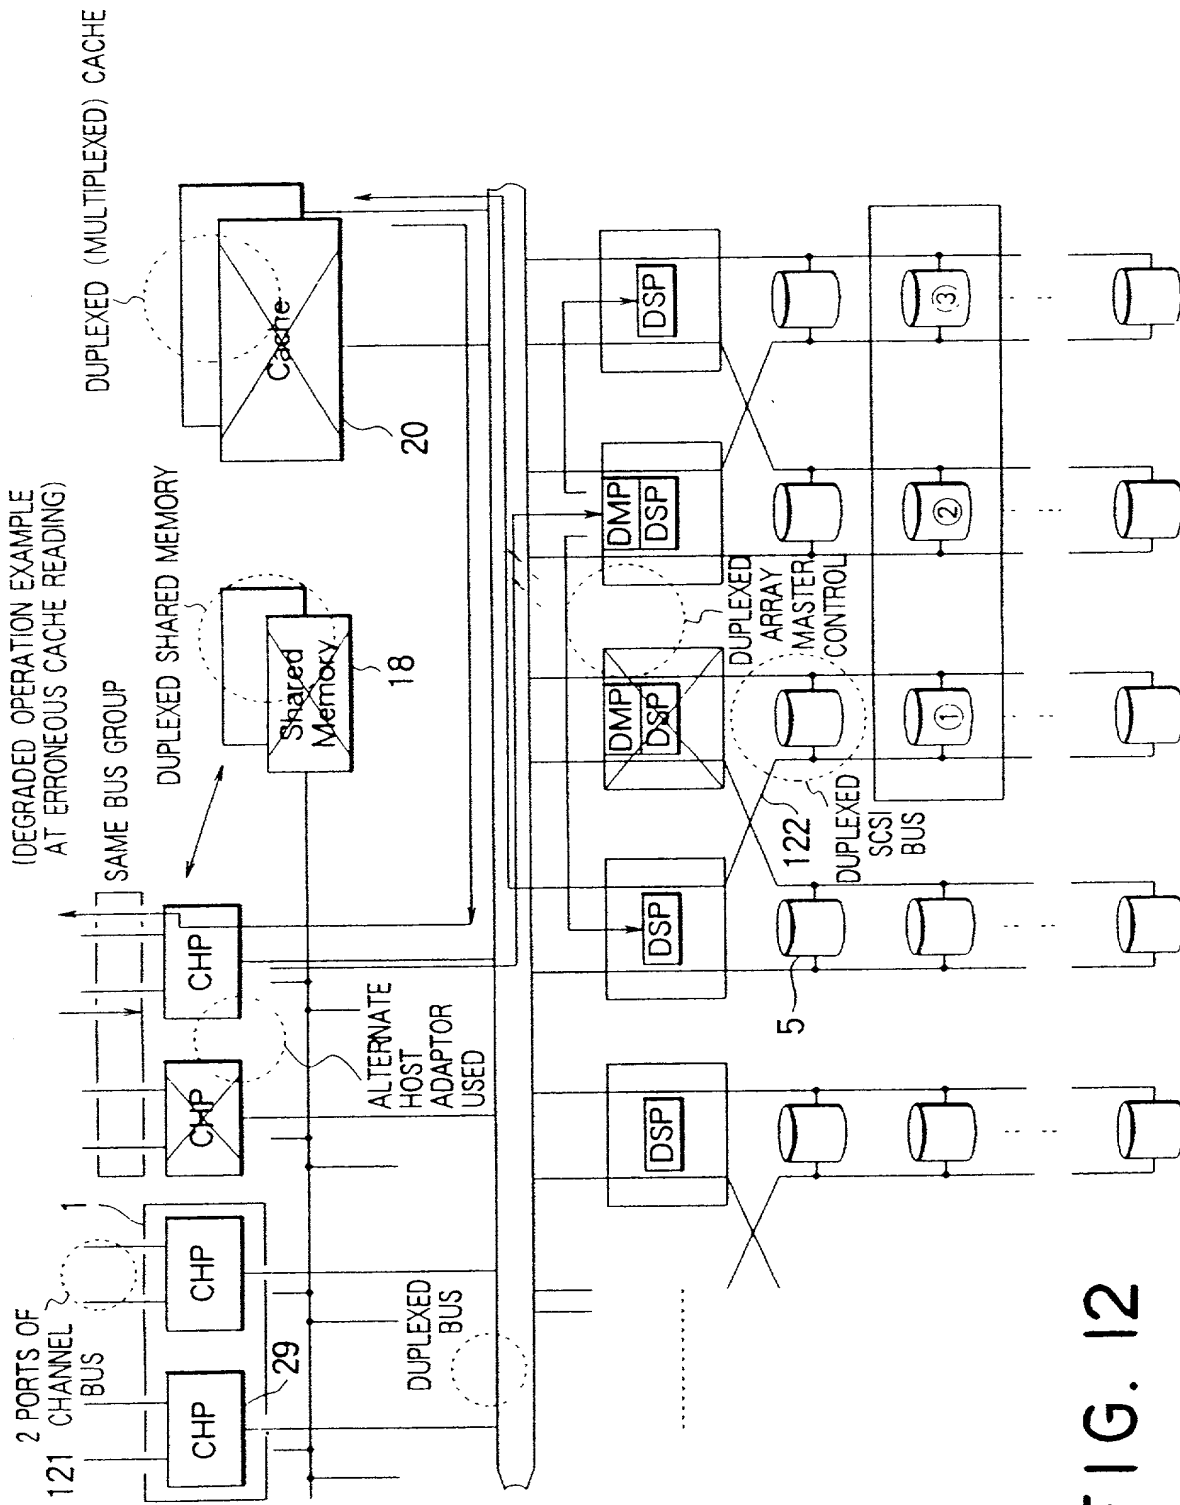 (DEGRADED OPERATION EXAMPLE
AT ERRONEOUS CACHE READING)
2 PORTS OF
CHANNEL
BUS
121
1
SAME BUS GROUP
DUPLEXED SHARED MEMORY
DUPLEXED (MULTIPLEXED) CACHE
CHP
CHP
CHP
CHP
29
Shared
Memory
18
Cache
20
ALTERNATE
HOST
ADAPTOR
USED
DUPLEXED
BUS
DSP
DSP
DMP
DSP
DMP
DSP
DSP
DUPLEXED
ARRAY
MASTER
CONTROL
122
DUPLEXED
SCSI
BUS
5
①
②
③
FIG. 12